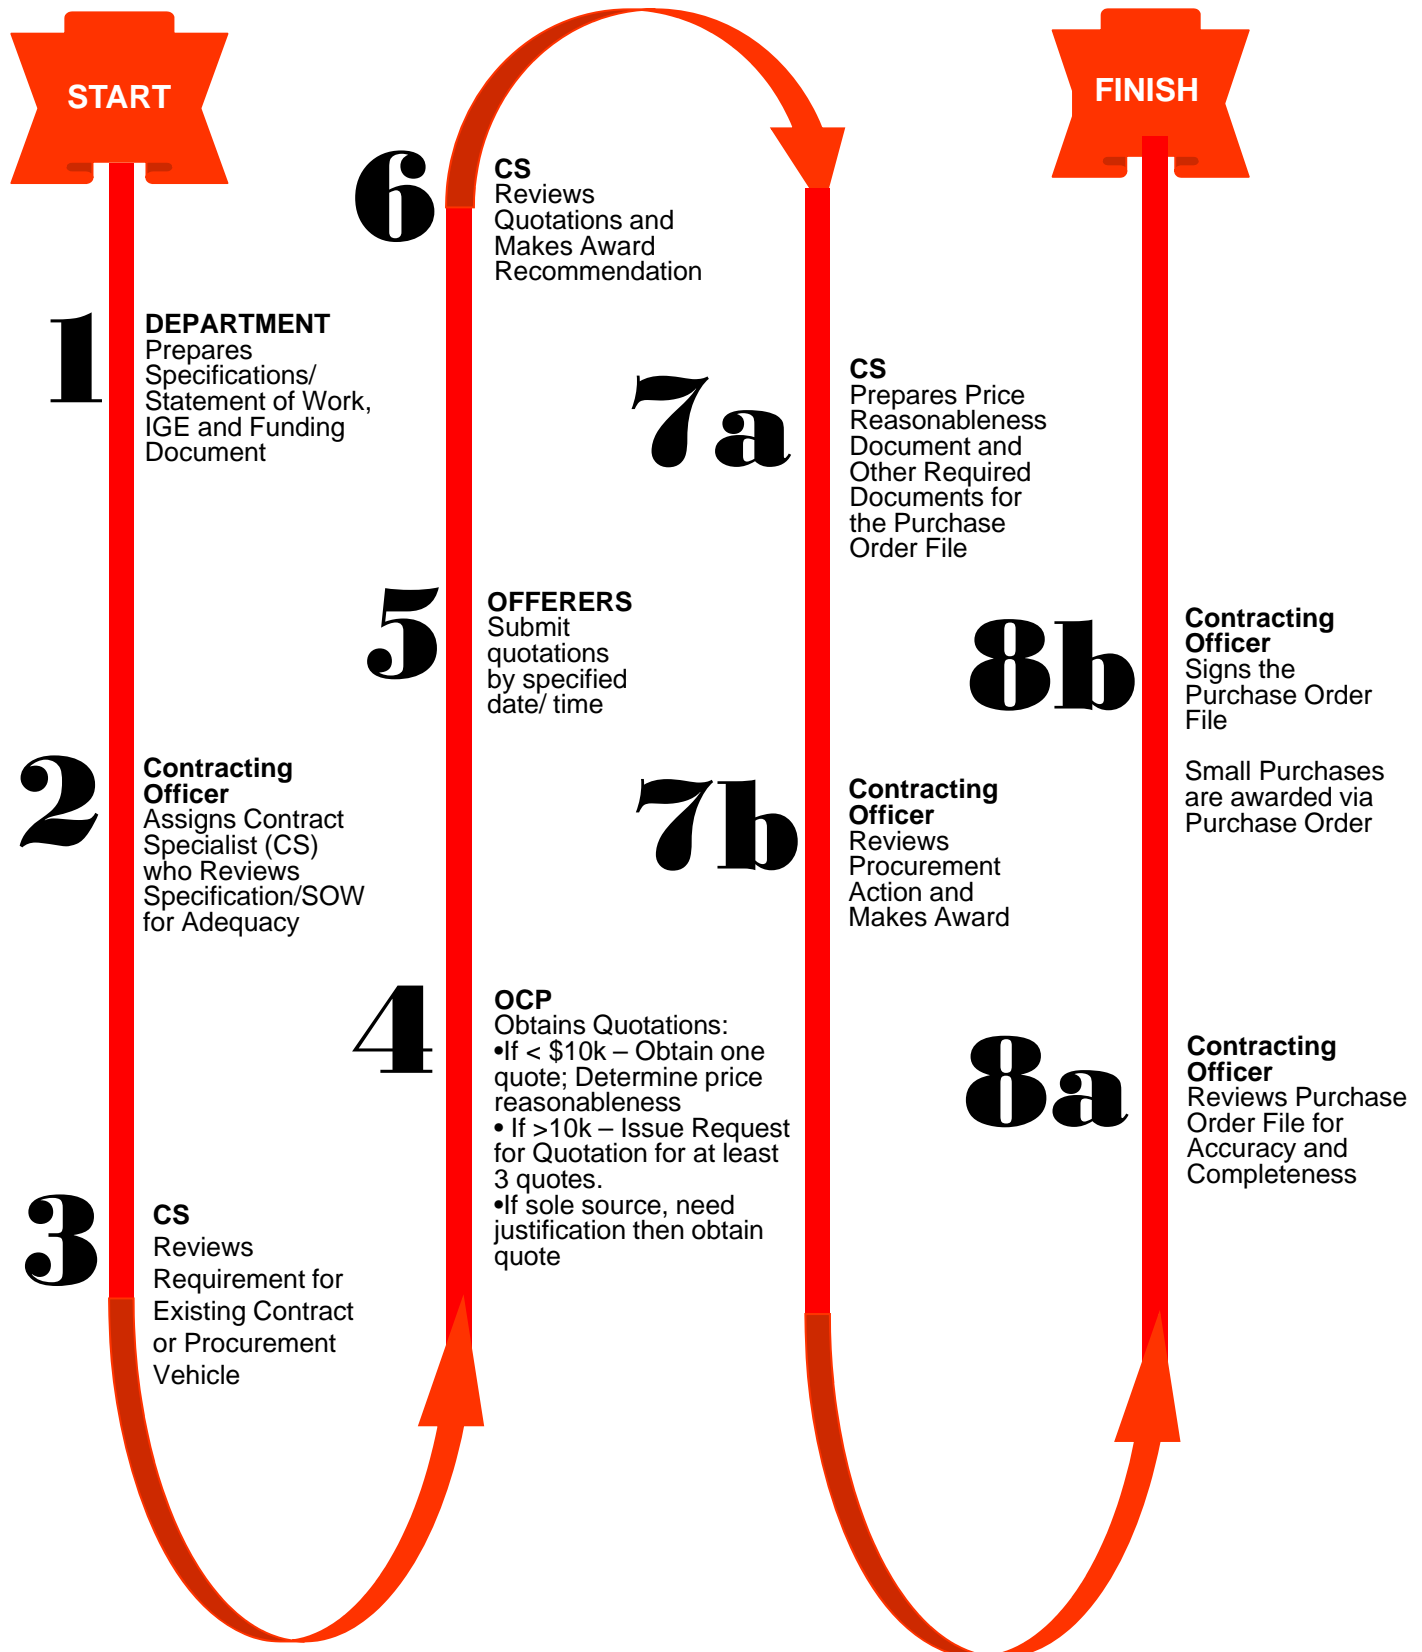 START
1
DEPARTMENT
Prepares
Specifications/
Statement of Work,
IGE and Funding
Document
2
Contracting
Officer
Assigns Contract
Specialist (CS)
who Reviews
Specification/SOW
for Adequacy
3
CS
Reviews
Requirement for
Existing Contract
or Procurement
Vehicle
4
OCP
Obtains Quotations:
•If < $10k – Obtain one
quote; Determine price
reasonableness
• If >10k – Issue Request
for Quotation for at least
3 quotes.
•If sole source, need
justification then obtain
quote
5
OFFERERS
Submit
quotations
by specified
date/ time
6
CS
Reviews
Quotations and
Makes Award
Recommendation
7a
CS
Prepares Price
Reasonableness
Document and
Other Required
Documents for
the Purchase
Order File
7b
Contracting
Officer
Reviews
Procurement
Action and
Makes Award
8a
Contracting
Officer
Reviews Purchase
Order File for
Accuracy and
Completeness
8b
Contracting
Officer
Signs the
Purchase Order
File
Small Purchases
are awarded via
Purchase Order
FINISH